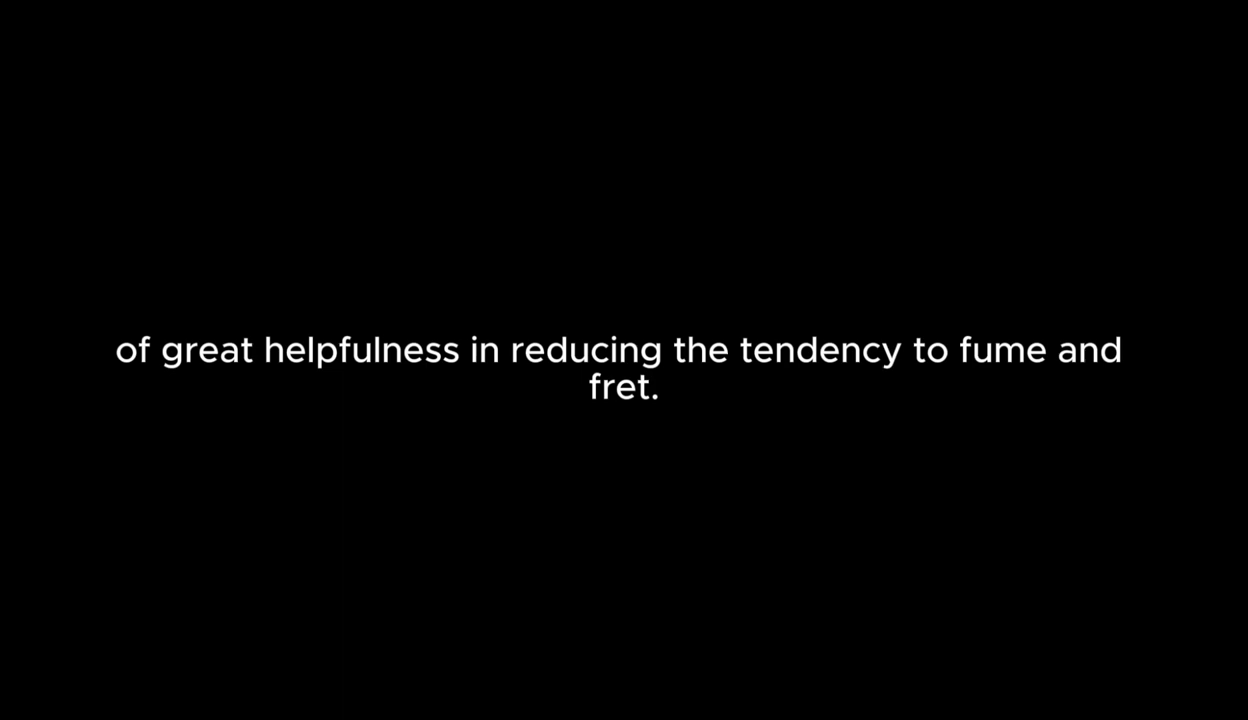 of great helpfulness in reducing the tendency to fume and
fret.